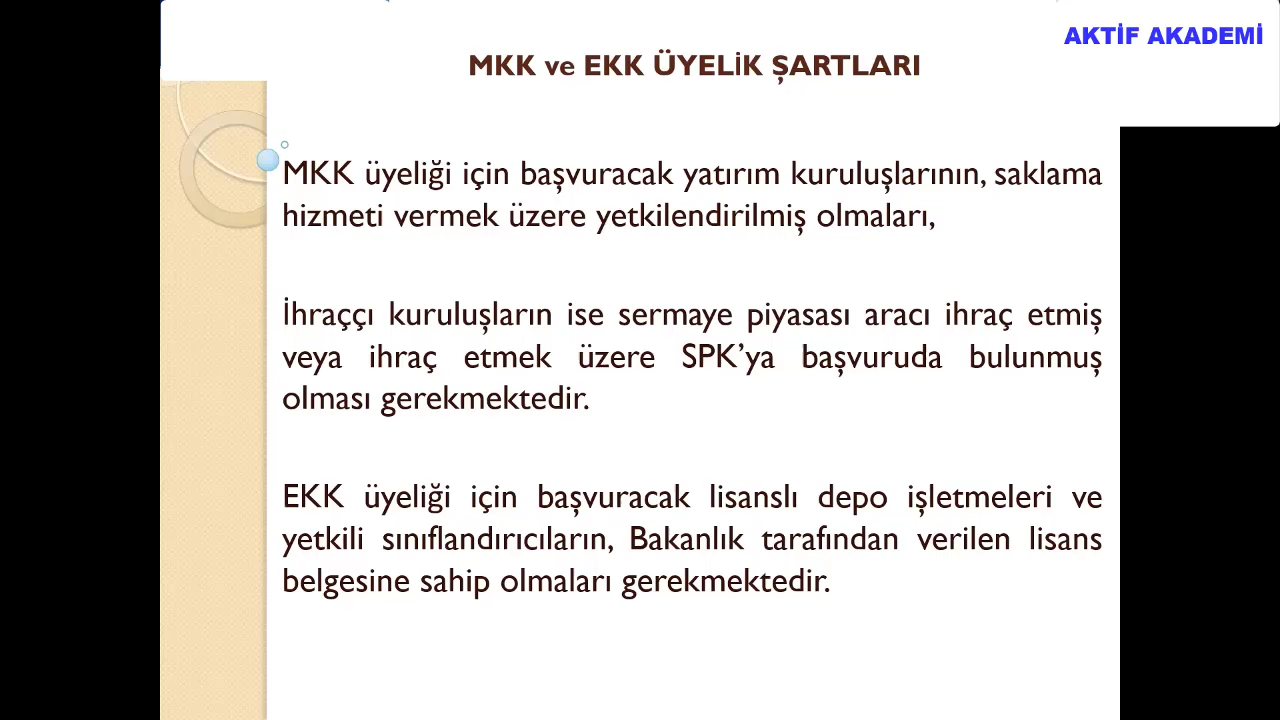 AKTİF AKADEMİ
MKK ve EKK ÜYELİK ŞARTLARI
MKK üyeliği için başvuracak yatırım kuruluşlarının, saklama
hizmeti vermek üzere yetkilendirilmiş olmaları,
İhraççı kuruluşların ise sermaye piyasası aracı ihraç etmiş
veya ihraç etmek üzere SPK’ya başvuruda bulunmuş
olması gerekmektedir.
EKK üyeliği için başvuracak lisanslı depo işletmeleri ve
yetkili sınıflandırıcıların, Bakanlık tarafından verilen lisans
belgesine sahip olmaları gerekmektedir.